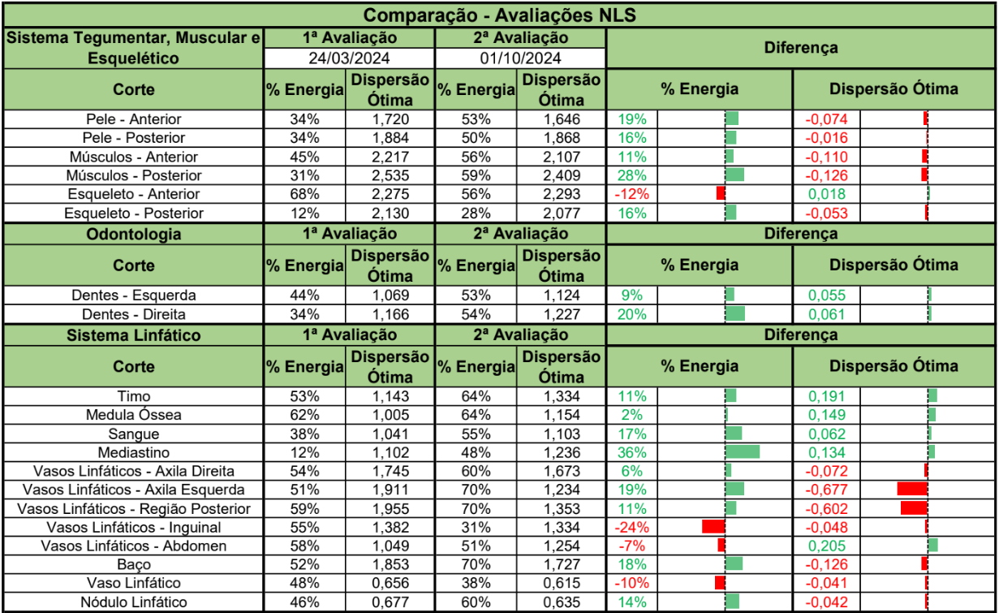 Comparação - Avaliações NLS
Sistema Tegumentar, Muscular e Esquelético 1ª Avaliação 2ª Avaliação Diferença
24/03/2024 01/10/2024
Corte % Energia Dispersão Ótima % Energia Dispersão Ótima % Energia Dispersão Ótima
Pele - Anterior 34% 1,720 53% 1,646 19% -0,074
Pele - Posterior 34% 1,884 50% 1,868 16% -0,016
Músculos - Anterior 45% 2,217 56% 2,107 11% -0,110
Músculos - Posterior 31% 2,535 59% 2,409 28% -0,126
Esqueleto - Anterior 68% 2,275 56% 2,293 -12% 0,018
Esqueleto - Posterior 12% 2,130 28% 2,077 16% -0,053
Odontologia 1ª Avaliação 2ª Avaliação Diferença
Corte % Energia Dispersão Ótima % Energia Dispersão Ótima % Energia Dispersão Ótima
Dentes - Esquerda 44% 1,069 53% 1,124 9% 0,055
Dentes - Direita 34% 1,166 54% 1,227 20% 0,061
Sistema Linfático 1ª Avaliação 2ª Avaliação Diferença
Corte % Energia Dispersão Ótima % Energia Dispersão Ótima % Energia Dispersão Ótima
Timo 53% 1,143 64% 1,334 11% 0,191
Medula Óssea 62% 1,005 64% 1,154 2% 0,149
Sangue 38% 1,041 55% 1,103 17% 0,062
Mediastino 12% 1,102 48% 1,236 36% 0,134
Vasos Linfáticos - Axila Direita 54% 1,745 60% 1,673 6% -0,072
Vasos Linfáticos - Axila Esquerda 51% 1,911 70% 1,234 19% -0,677
Vasos Linfáticos - Região Posterior 59% 1,955 70% 1,353 11% -0,602
Vasos Linfáticos - Inguinal 55% 1,382 31% 1,334 -24% -0,048
Vasos Linfáticos - Abdomen 58% 1,049 51% 1,254 -7% 0,205
Baço 52% 1,853 70% 1,727 18% -0,126
Vaso Linfático 48% 0,656 38% 0,615 -10% -0,041
Nódulo Linfático 46% 0,677 60% 0,635 14% -0,042